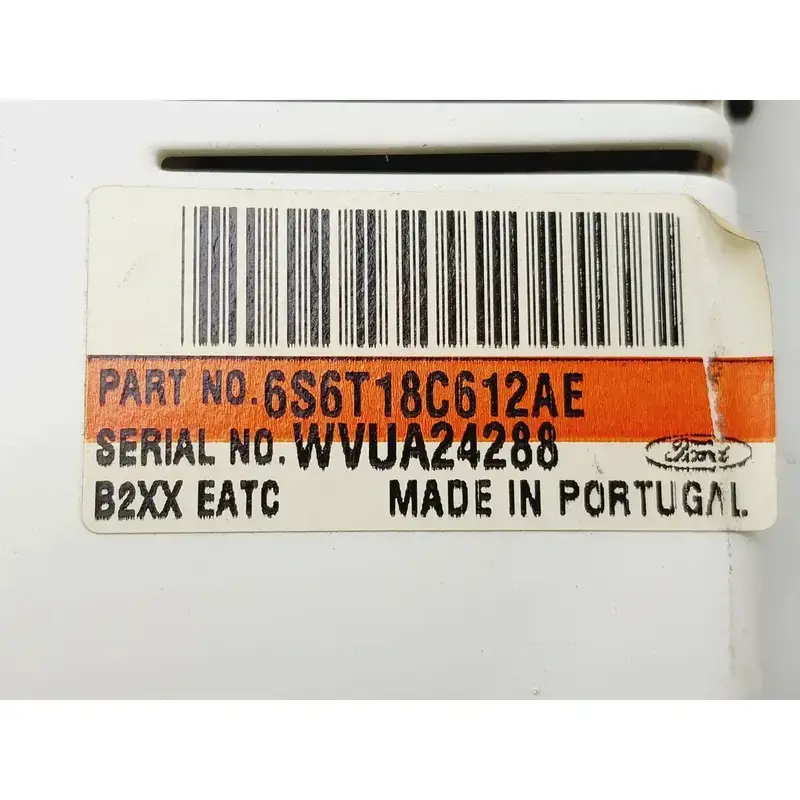 PART NO. 6S6T18C612AE
SERIAL NO. WVUA24288
Ford
B2XX EATC MADE IN PORTUGAL